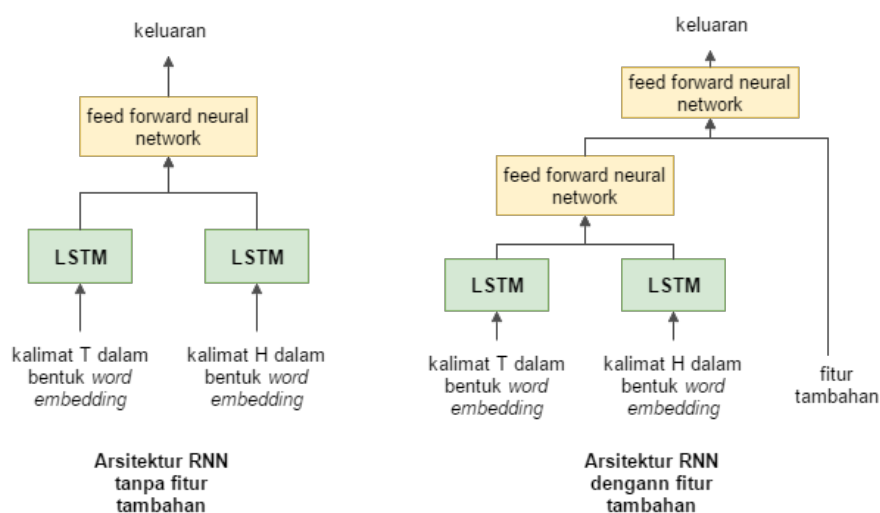 keluaran
feed forward neural
network
LSTM
LSTM
kalimat T dalam
bentuk word
embedding
kalimat H dalam
bentuk word
embedding
Arsitektur RNN
tanpa fitur
tambahan
keluaran
feed forward neural
network
feed forward neural
network
LSTM
LSTM
kalimat T dalam
bentuk word
embedding
kalimat H dalam
bentuk word
embedding
fitur
tambahan
Arsitektur RNN
dengann fitur
tambahan